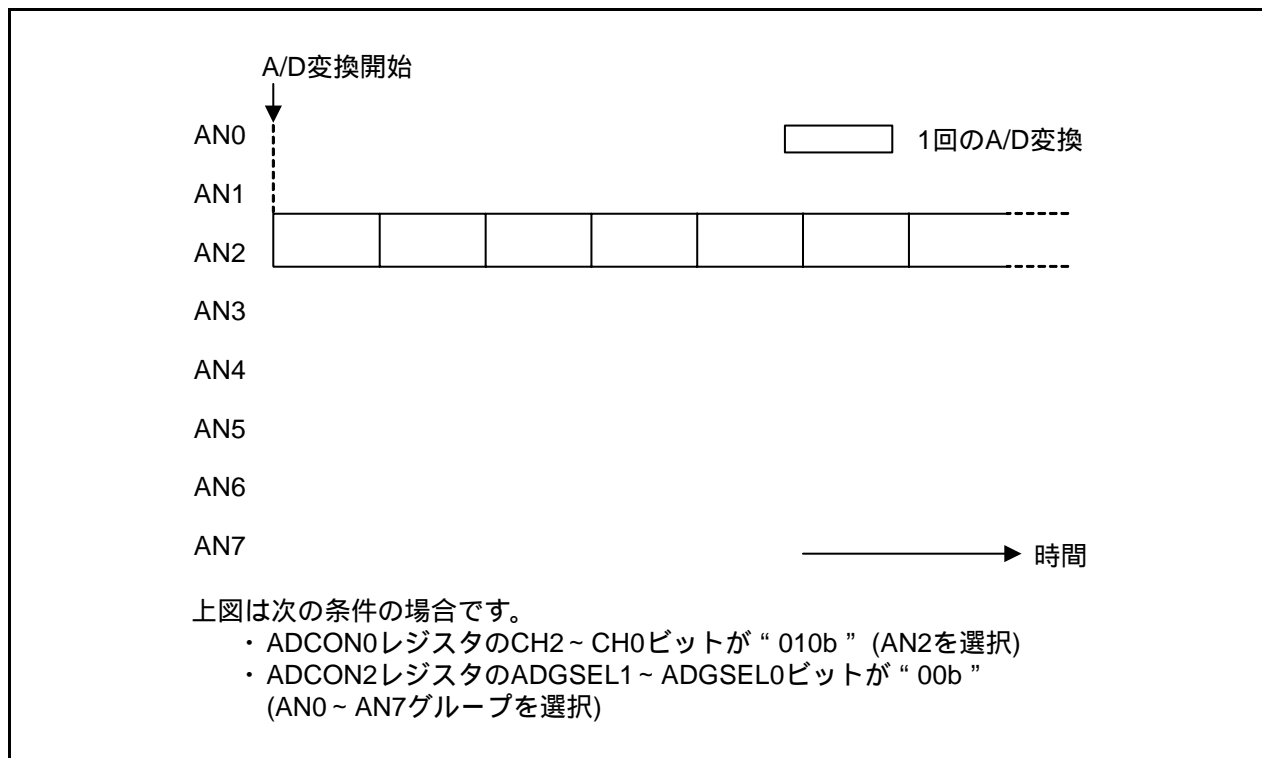 A/D変換開始
AN0
1回のA/D変換
AN1
AN2
AN3
AN4
AN5
AN6
AN7
時間
上図は次の条件の場合です。
・ ADCON0レジスタのCH2~CH0ビットが“010b” (AN2を選択)
・ ADCON2レジスタのADGSEL1~ADGSEL0ビットが“00b”
(AN0~AN7グループを選択)